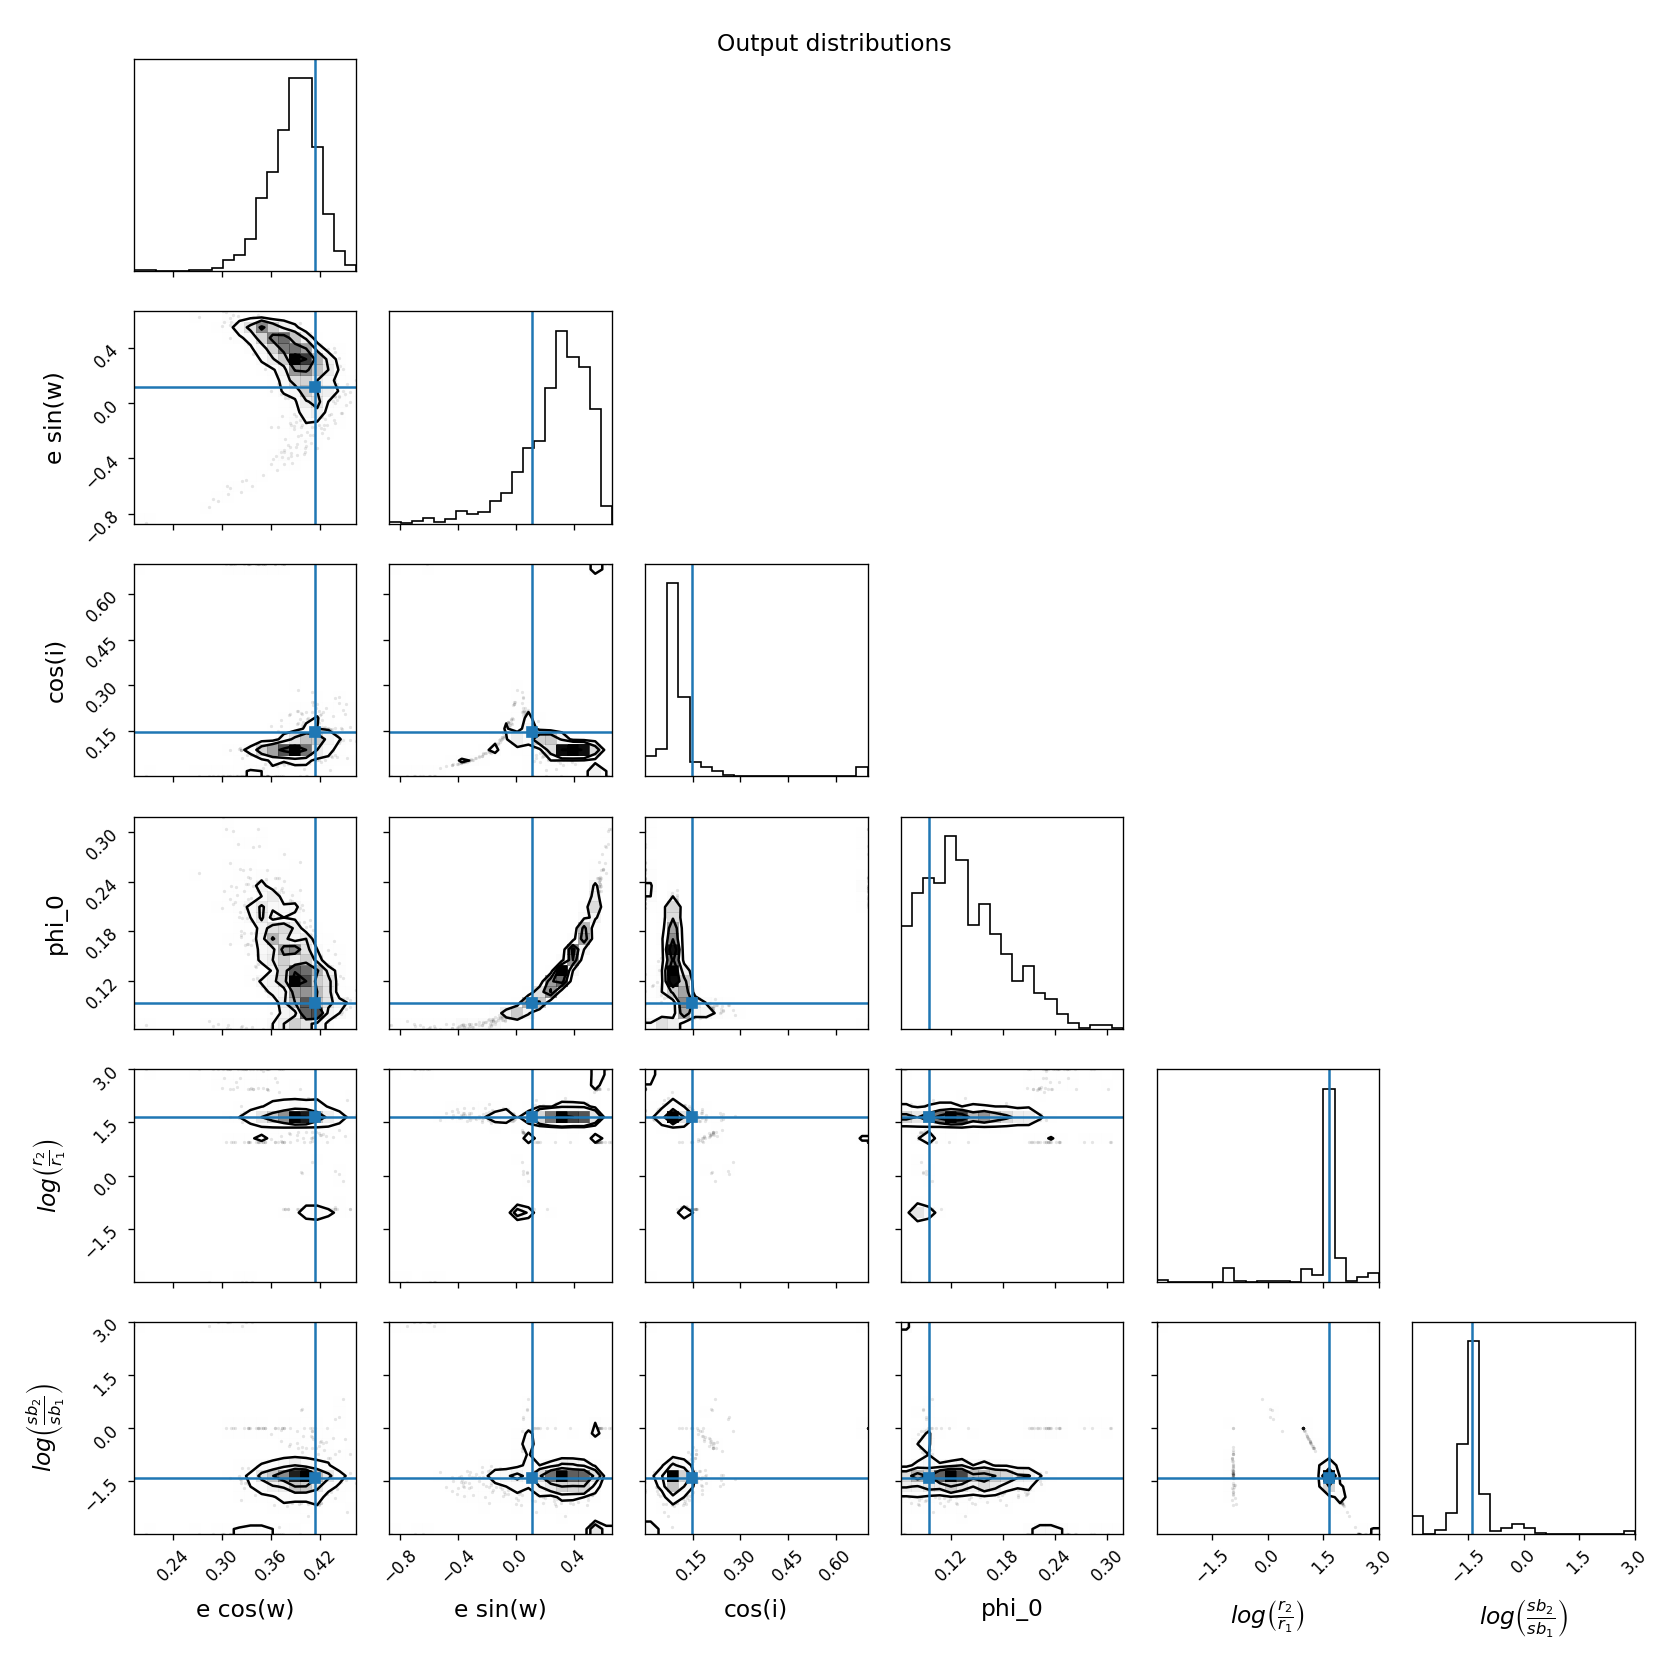 Output distributions
e sin(w)
0.4
0.0
−0.4
−0.8
cos(i)
0.60
0.45
0.30
0.15
phi_0
0.30
0.24
0.18
0.12
log(r2/r1)
3.0
1.5
0.0
−1.5
log(sb2/sb1)
3.0
1.5
0.0
−1.5
0.24 0.30 0.36 0.42
−0.8 −0.4 0.0 0.4
0.15 0.30 0.45 0.60
0.12 0.18 0.24 0.30
−1.5 0.0 1.5 3.0
−1.5 0.0 1.5 3.0
e cos(w)
e sin(w)
cos(i)
phi_0
log(r2/r1)
log(sb2/sb1)